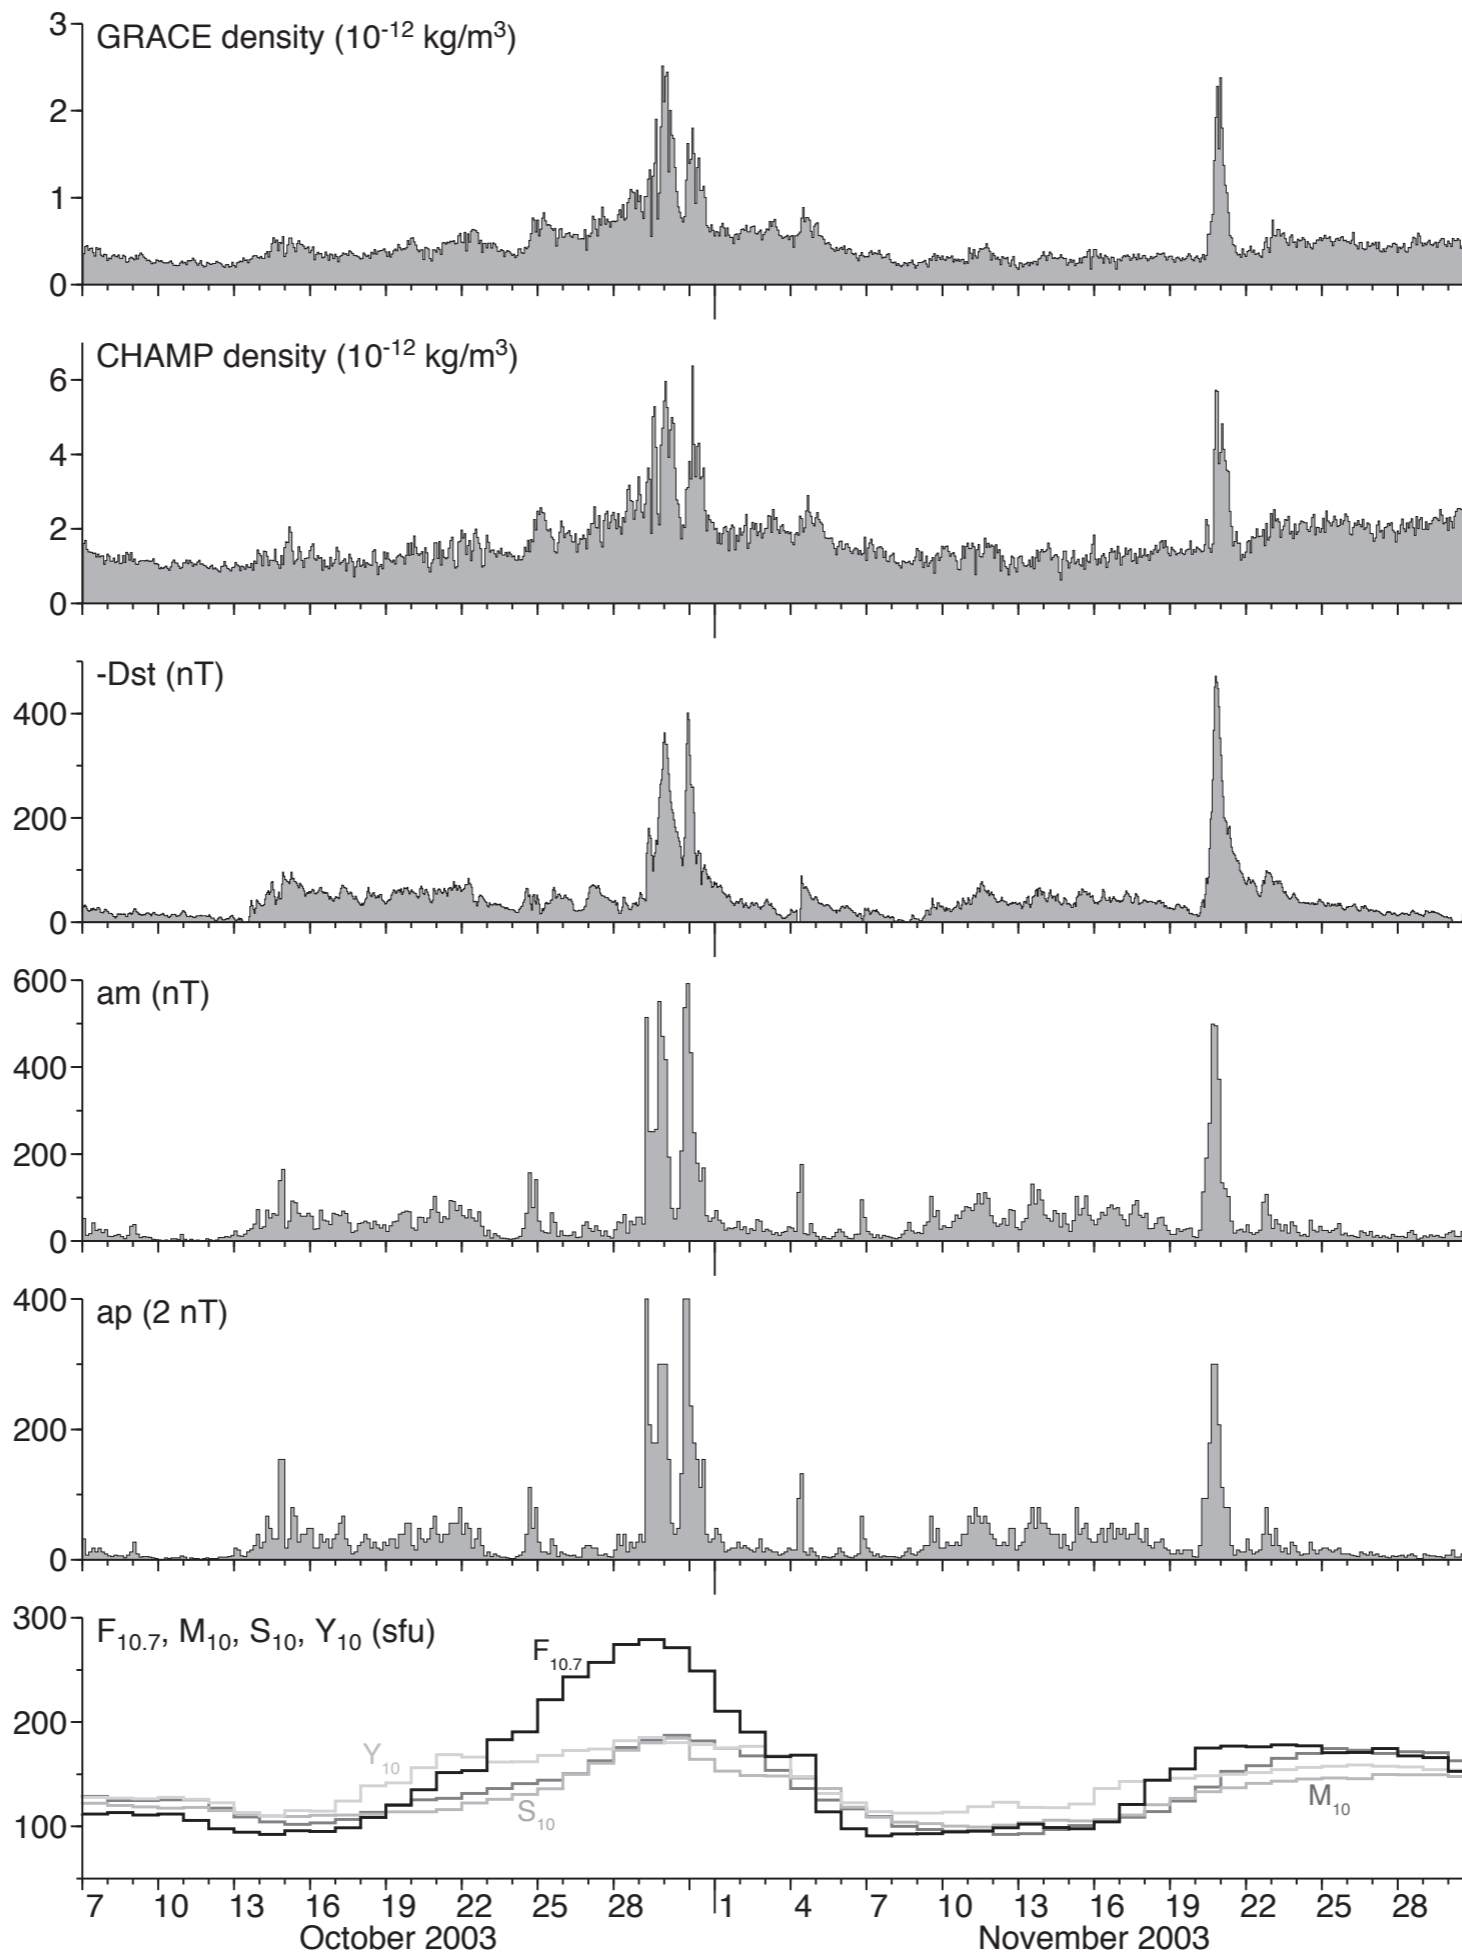 GRACE density (10⁻¹² kg/m³)
3
2
1
0
CHAMP density (10⁻¹² kg/m³)
6
4
2
0
-Dst (nT)
400
200
0
am (nT)
600
400
200
0
ap (2 nT)
400
200
0
F₁₀.₇, M₁₀, S₁₀, Y₁₀ (sfu)
300
200
100
F₁₀.₇
Y₁₀
S₁₀
M₁₀
7 10 13 16 19 22 25 28 1 4 7 10 13 16 19 22 25 28
October 2003 November 2003